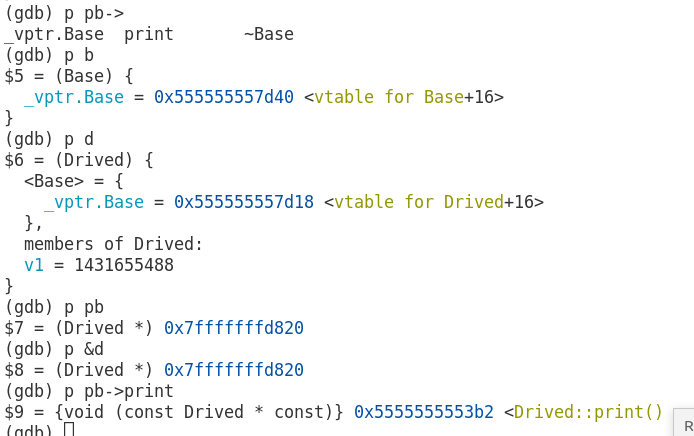 (gdb) p pb->
_vptr.Base  print       ~Base
(gdb) p b
$5 = (Base) {
  _vptr.Base = 0x555555557d40 <vtable for Base+16>
}
(gdb) p d
$6 = (Drived) {
  <Base> = {
    _vptr.Base = 0x555555557d18 <vtable for Drived+16>
  },
  members of Drived:
  v1 = 1431655488
}
(gdb) p pb
$7 = (Drived *) 0x7fffffffd820
(gdb) p &d
$8 = (Drived *) 0x7fffffffd820
(gdb) p pb->print
$9 = {void (const Drived * const)} 0x5555555553b2 <Drived::print()
(gdb)
R